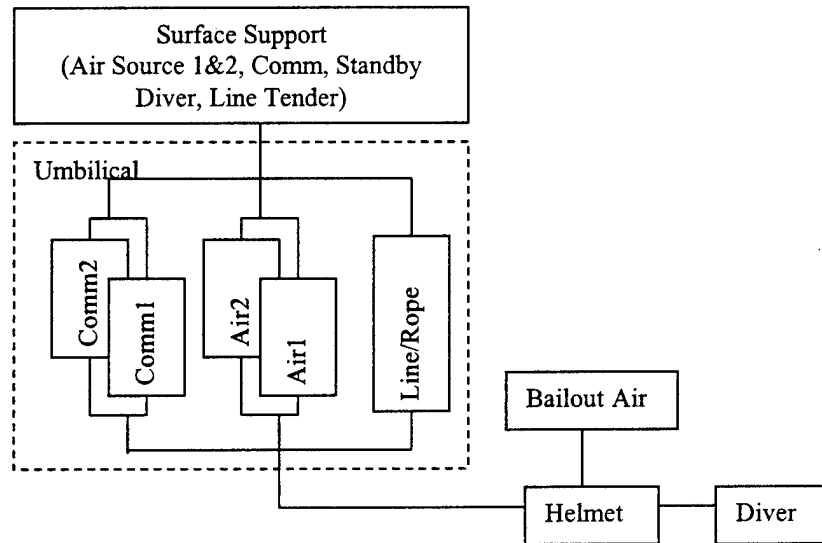 Surface Support
(Air Source 1&2, Comm, Standby
Diver, Line Tender)
Umbilical
Comm2
Comm1
Air2
Air1
Line/Rope
Bailout Air
Helmet
Diver